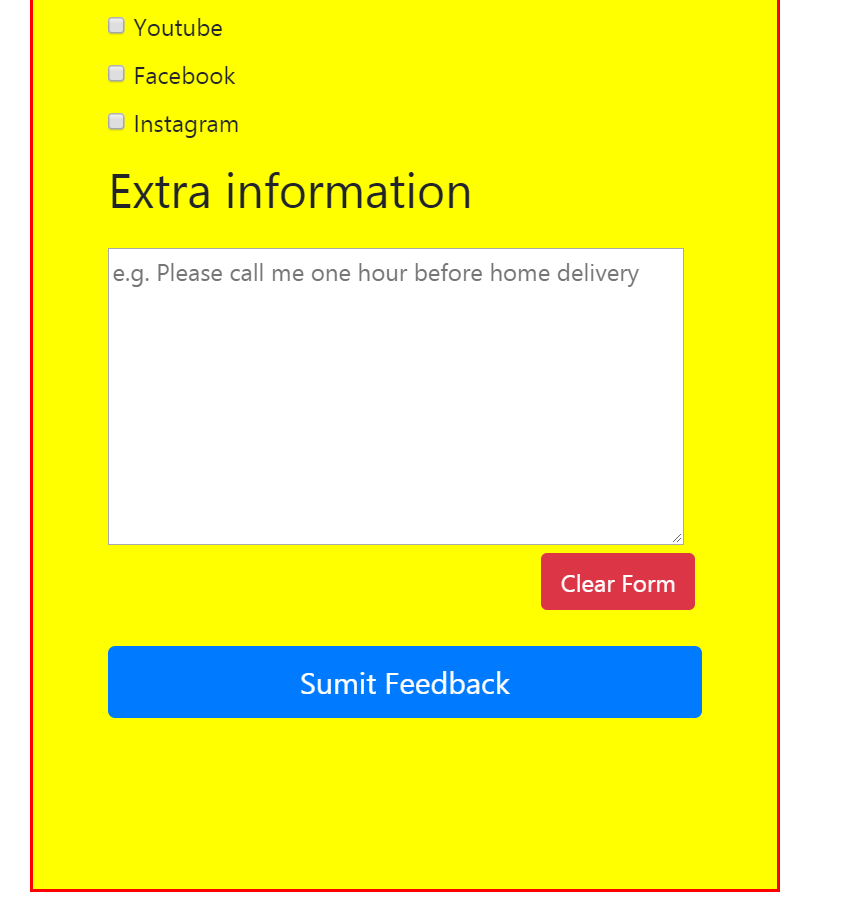 Youtube
Facebook
Instagram
Extra information
e.g. Please call me one hour before home delivery
Clear Form
Sumit Feedback